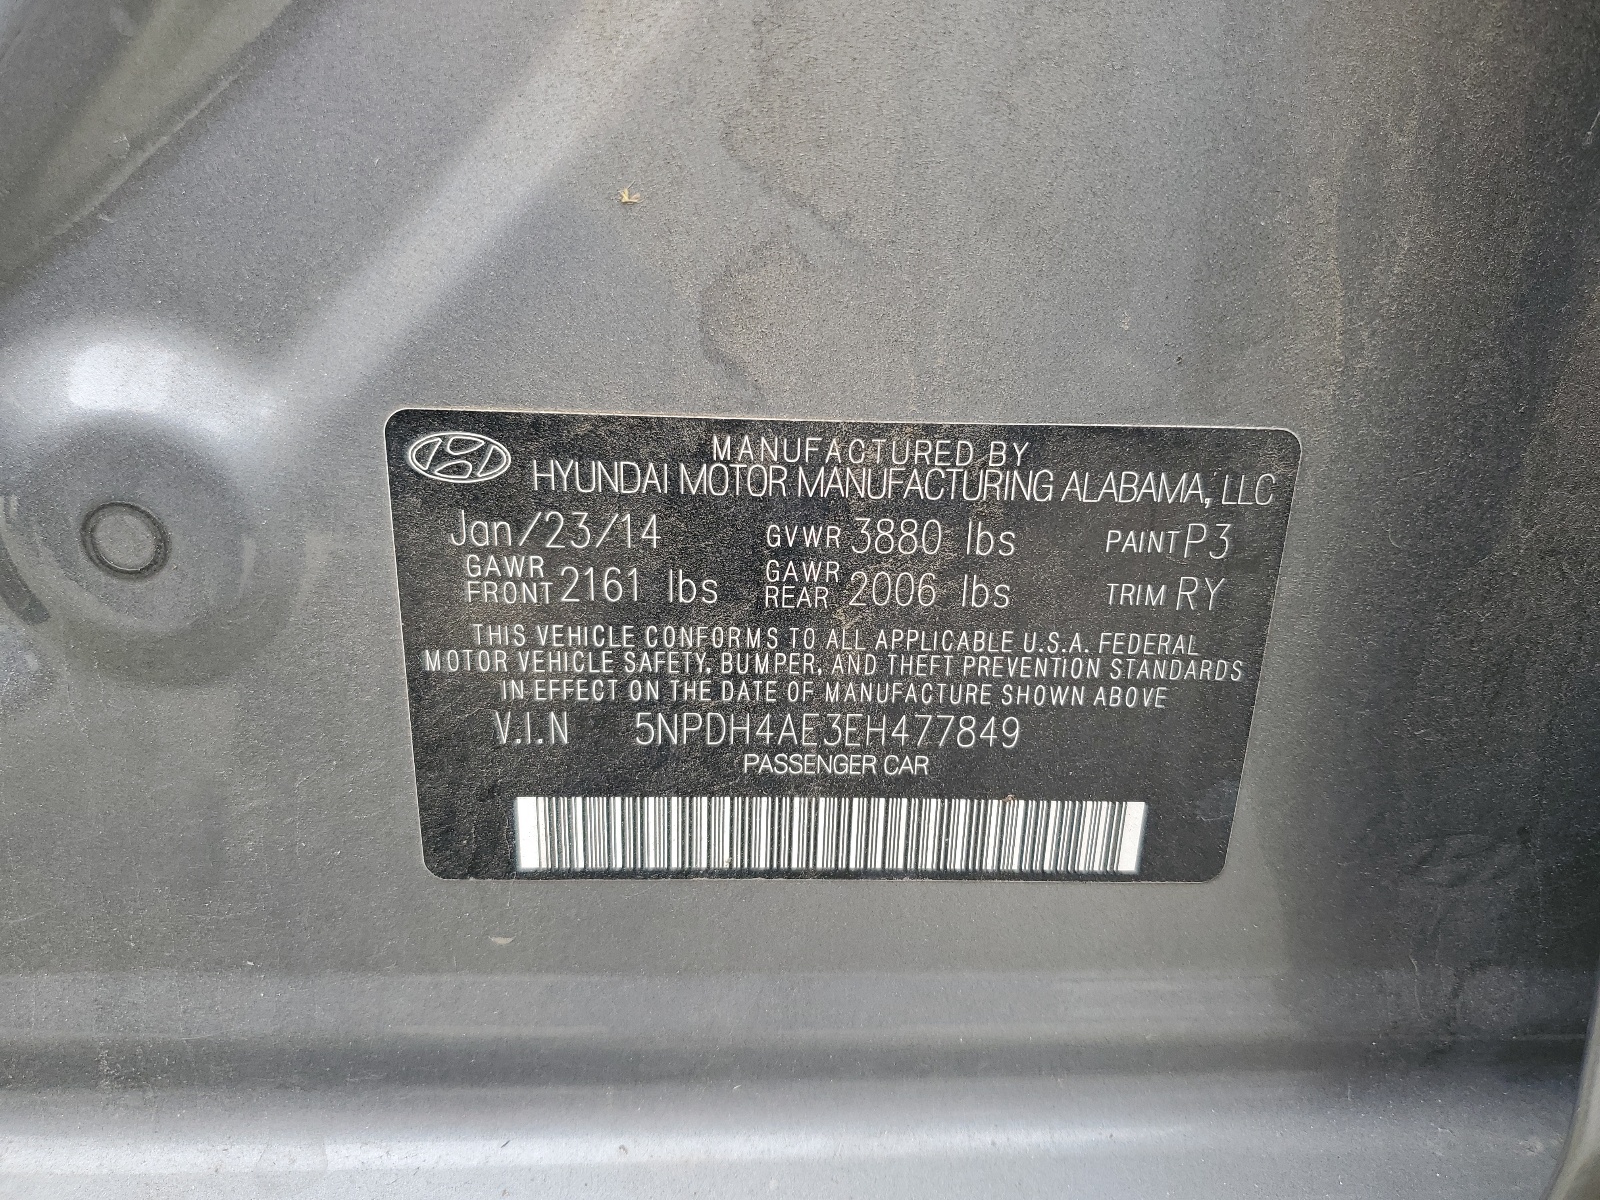 MANUFACTURED BY
HYUNDAI MOTOR MANUFACTURING ALABAMA, LLC
Jan/23/14 GVWR 3880 lbs PAINT P3
GAWR FRONT 2161 lbs GAWR REAR 2006 lbs TRIM RY
THIS VEHICLE CONFORMS TO ALL APPLICABLE U.S.A. FEDERAL
MOTOR VEHICLE SAFETY, BUMPER, AND THEFT PREVENTION STANDARDS
IN EFFECT ON THE DATE OF MANUFACTURE SHOWN ABOVE
V.I.N 5NPDH4AE3EH477849
PASSENGER CAR